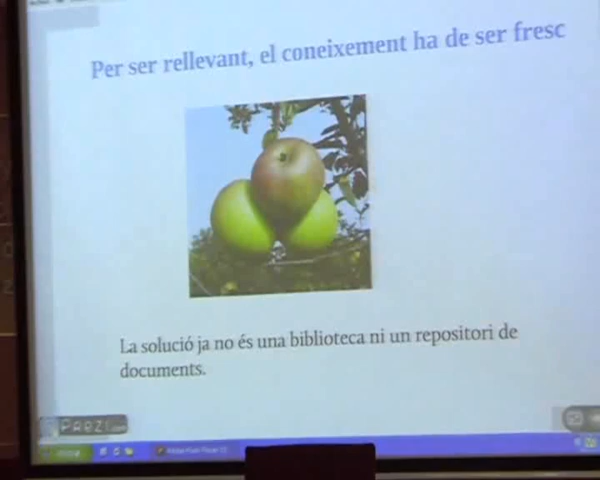 Per ser rellevant, el coneixement ha de ser fresc
La solució ja no és una biblioteca ni un repositori de
documents.
PREZI